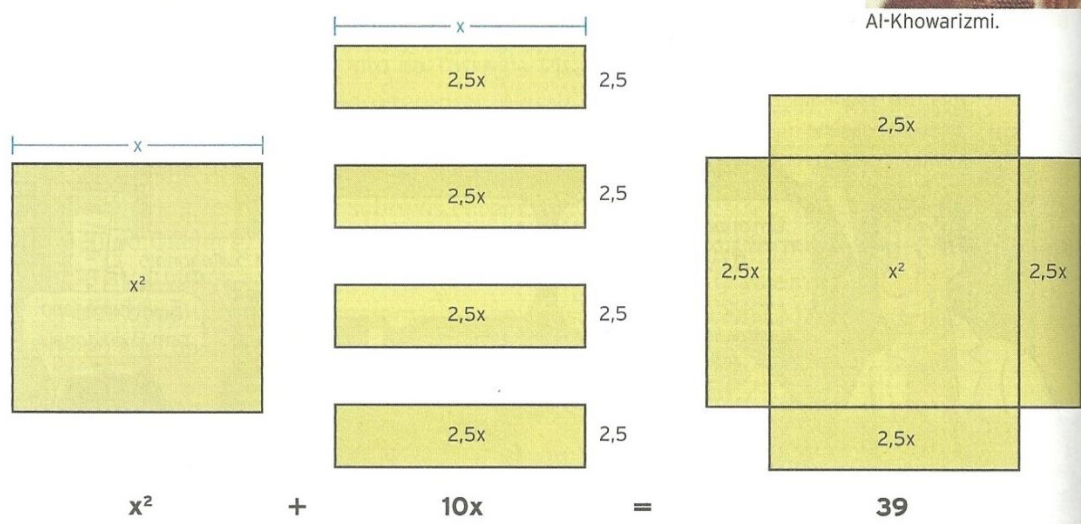 Al-Khowarizmi.
x
2,5x 2,5
x
2,5x 2,5
x²
2,5x 2,5
2,5x 2,5
2,5x
2,5x x² 2,5x
2,5x
x² + 10x = 39